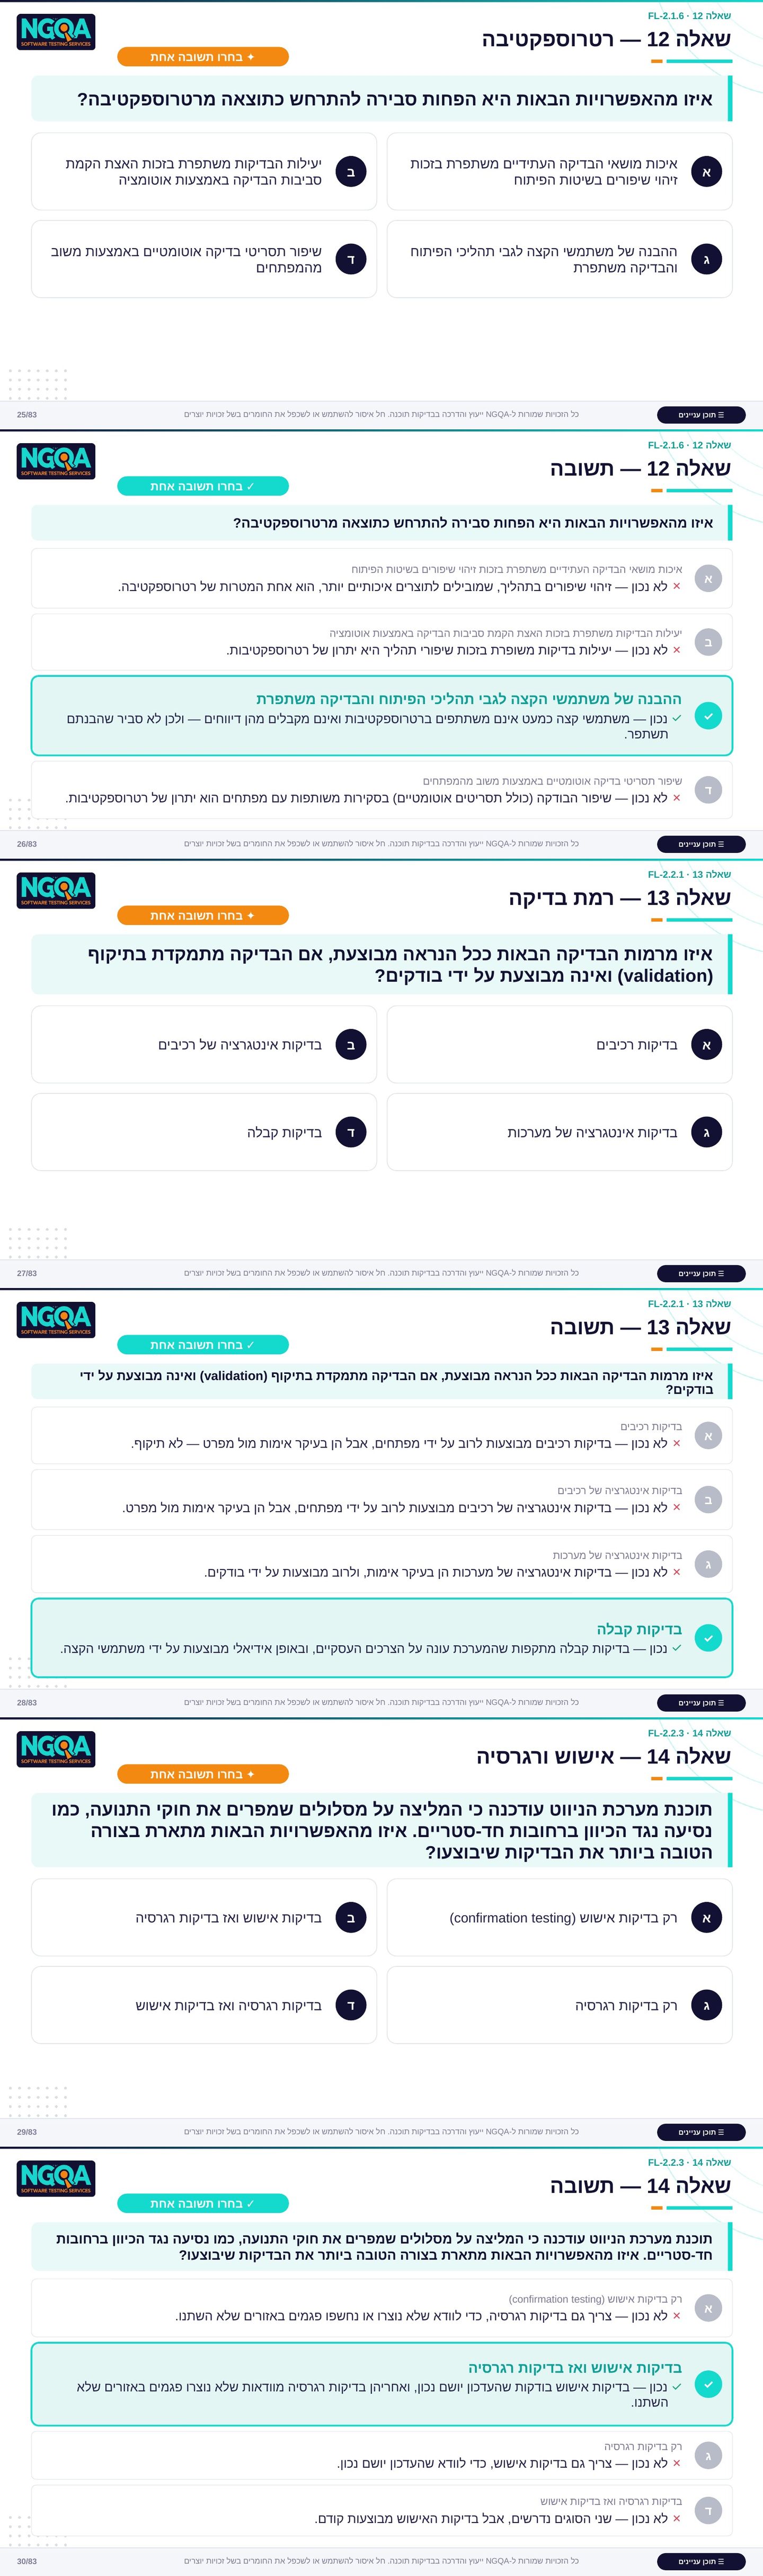 שאלה 12 · FL-2.1.6
שאלה 12 — רטרוספקטיבה
NGQA
SOFTWARE TESTING SERVICES
✦ בחרו תשובה אחת
איזו מהאפשרויות הבאות היא הפחות סבירה להתרחש כתוצאה מרטרוספקטיבה?
א
איכות מושאי הבדיקה העתידיים משתפרת בזכות
זיהוי שיפורים בשיטות הפיתוח
ב
יעילות הבדיקות משתפרת בזכות האצת הקמת
סביבות הבדיקה באמצעות אוטומציה
ג
ההבנה של משתמשי הקצה לגבי תהליכי הפיתוח
והבדיקה משתפרת
ד
שיפור תסריטי בדיקה אוטומטיים באמצעות משוב
מהמפתחים
☰ תוכן עניינים
כל הזכויות שמורות ל-NGQA ייעוץ והדרכה בבדיקות תוכנה. חל איסור להשתמש או לשכפל את החומרים בשל זכויות יוצרים
25/83
שאלה 12 · FL-2.1.6
שאלה 12 — תשובה
NGQA
SOFTWARE TESTING SERVICES
✓ בחרו תשובה אחת
איזו מהאפשרויות הבאות היא הפחות סבירה להתרחש כתוצאה מרטרוספקטיבה?
א
איכות מושאי הבדיקה העתידיים משתפרת בזכות זיהוי שיפורים בשיטות הפיתוח
✕ לא נכון — זיהוי שיפורים בתהליך, שמובילים לתוצרים איכותיים יותר, הוא אחת המטרות של רטרוספקטיבה.
ב
יעילות הבדיקות משתפרת בזכות האצת הקמת סביבות הבדיקה באמצעות אוטומציה
✕ לא נכון — יעילות בדיקות משופרת בזכות שיפורי תהליך היא יתרון של רטרוספקטיבות.
✓
ההבנה של משתמשי הקצה לגבי תהליכי הפיתוח והבדיקה משתפרת
✓ נכון — משתמשי קצה כמעט אינם משתתפים ברטרוספקטיבות ואינם מקבלים מהן דיווחים — ולכן לא סביר שהבנתם
תשתפר.
ד
שיפור תסריטי בדיקה אוטומטיים באמצעות משוב מהמפתחים
✕ לא נכון — שיפור הבודקה (כולל תסריטים אוטומטיים) בסקירות משותפות עם מפתחים הוא יתרון של רטרוספקטיבות.
☰ תוכן עניינים
כל הזכויות שמורות ל-NGQA ייעוץ והדרכה בבדיקות תוכנה. חל איסור להשתמש או לשכפל את החומרים בשל זכויות יוצרים
26/83
שאלה 13 · FL-2.2.1
שאלה 13 — רמת בדיקה
NGQA
SOFTWARE TESTING SERVICES
✦ בחרו תשובה אחת
איזו מרמות הבדיקה הבאות ככל הנראה מבוצעת, אם הבדיקה מתמקדת בתיקוף
(validation) ואינה מבוצעת על ידי בודקים?
א
בדיקות רכיבים
ב
בדיקות אינטגרציה של רכיבים
ג
בדיקות אינטגרציה של מערכות
ד
בדיקות קבלה
☰ תוכן עניינים
כל הזכויות שמורות ל-NGQA ייעוץ והדרכה בבדיקות תוכנה. חל איסור להשתמש או לשכפל את החומרים בשל זכויות יוצרים
27/83
שאלה 13 · FL-2.2.1
שאלה 13 — תשובה
NGQA
SOFTWARE TESTING SERVICES
✓ בחרו תשובה אחת
איזו מרמות הבדיקה הבאות ככל הנראה מבוצעת, אם הבדיקה מתמקדת בתיקוף (validation) ואינה מבוצעת על ידי
בודקים?
א
בדיקות רכיבים
✕ לא נכון — בדיקות רכיבים מבוצעות לרוב על ידי מפתחים, אבל הן בעיקר אימות מול מפרט — לא תיקוף.
ב
בדיקות אינטגרציה של רכיבים
✕ לא נכון — בדיקות אינטגרציה של רכיבים מבוצעות לרוב על ידי מפתחים, אבל הן בעיקר אימות מול מפרט.
ג
בדיקות אינטגרציה של מערכות
✕ לא נכון — בדיקות אינטגרציה של מערכות הן בעיקר אימות, ולרוב מבוצעות על ידי בודקים.
✓
בדיקות קבלה
✓ נכון — בדיקות קבלה מתקפות שהמערכת עונה על הצרכים העסקיים, ובאופן אידיאלי מבוצעות על ידי משתמשי הקצה.
☰ תוכן עניינים
כל הזכויות שמורות ל-NGQA ייעוץ והדרכה בבדיקות תוכנה. חל איסור להשתמש או לשכפל את החומרים בשל זכויות יוצרים
28/83
שאלה 14 · FL-2.2.3
שאלה 14 — אישוש ורגרסיה
NGQA
SOFTWARE TESTING SERVICES
✦ בחרו תשובה אחת
תוכנת מערכת הניווט עודכנה כי המליצה על מסלולים שמפרים את חוקי התנועה, כמו
נסיעה נגד הכיוון ברחובות חד-סטריים. איזו מהאפשרויות הבאות מתארת בצורה
הטובה ביותר את הבדיקות שיבוצעו?
א
רק בדיקות אישוש (confirmation testing)
ב
בדיקות אישוש ואז בדיקות רגרסיה
ג
רק בדיקות רגרסיה
ד
בדיקות רגרסיה ואז בדיקות אישוש
☰ תוכן עניינים
כל הזכויות שמורות ל-NGQA ייעוץ והדרכה בבדיקות תוכנה. חל איסור להשתמש או לשכפל את החומרים בשל זכויות יוצרים
29/83
שאלה 14 · FL-2.2.3
שאלה 14 — תשובה
NGQA
SOFTWARE TESTING SERVICES
✓ בחרו תשובה אחת
תוכנת מערכת הניווט עודכנה כי המליצה על מסלולים שמפרים את חוקי התנועה, כמו נסיעה נגד הכיוון ברחובות
חד-סטריים. איזו מהאפשרויות הבאות מתארת בצורה הטובה ביותר את הבדיקות שיבוצעו?
א
רק בדיקות אישוש (confirmation testing)
✕ לא נכון — צריך גם בדיקות רגרסיה, כדי לוודא שלא נוצרו או נחשפו פגמים באזורים שלא השתנו.
✓
בדיקות אישוש ואז בדיקות רגרסיה
✓ נכון — בדיקות אישוש בודקות שהעדכון יושם נכון, ואחריהן בדיקות רגרסיה מוודאות שלא נוצרו פגמים באזורים שלא
השתנו.
ג
רק בדיקות רגרסיה
✕ לא נכון — צריך גם בדיקות אישוש, כדי לוודא שהעדכון יושם נכון.
ד
בדיקות רגרסיה ואז בדיקות אישוש
✕ לא נכון — שני הסוגים נדרשים, אבל בדיקות האישוש מבוצעות קודם.
☰ תוכן עניינים
כל הזכויות שמורות ל-NGQA ייעוץ והדרכה בבדיקות תוכנה. חל איסור להשתמש או לשכפל את החומרים בשל זכויות יוצרים
30/83